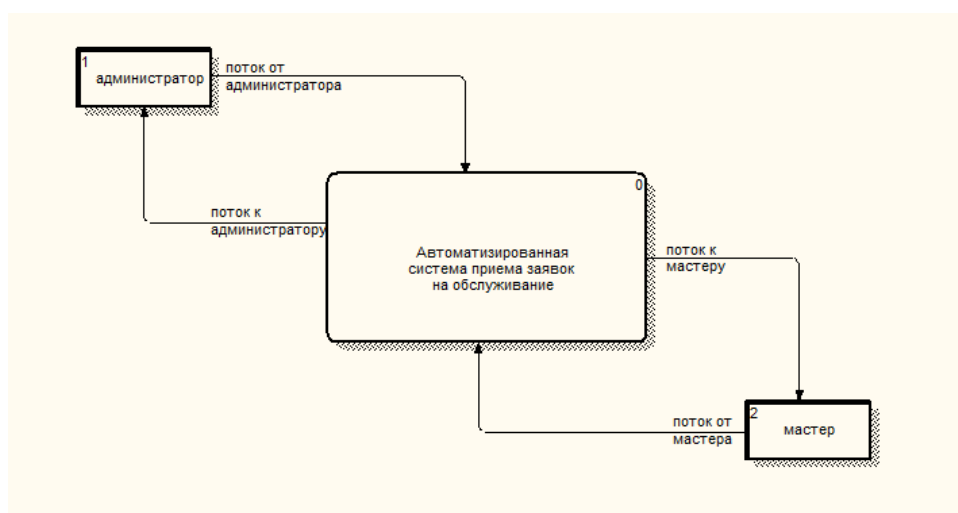 1
администратор
поток от
администратора
0
поток к
администратору
Автоматизированная
система приема заявок
на обслуживание
поток к
мастеру
2
мастер
поток от
мастера